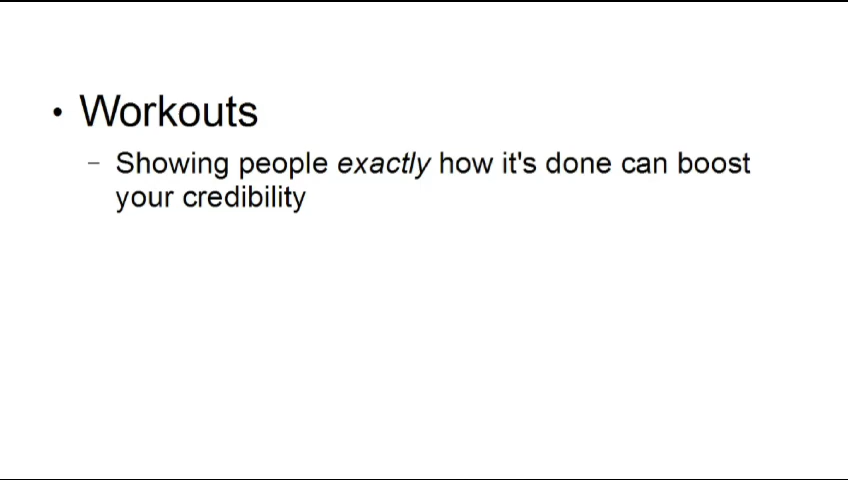 • Workouts
– Showing people exactly how it's done can boost
your credibility